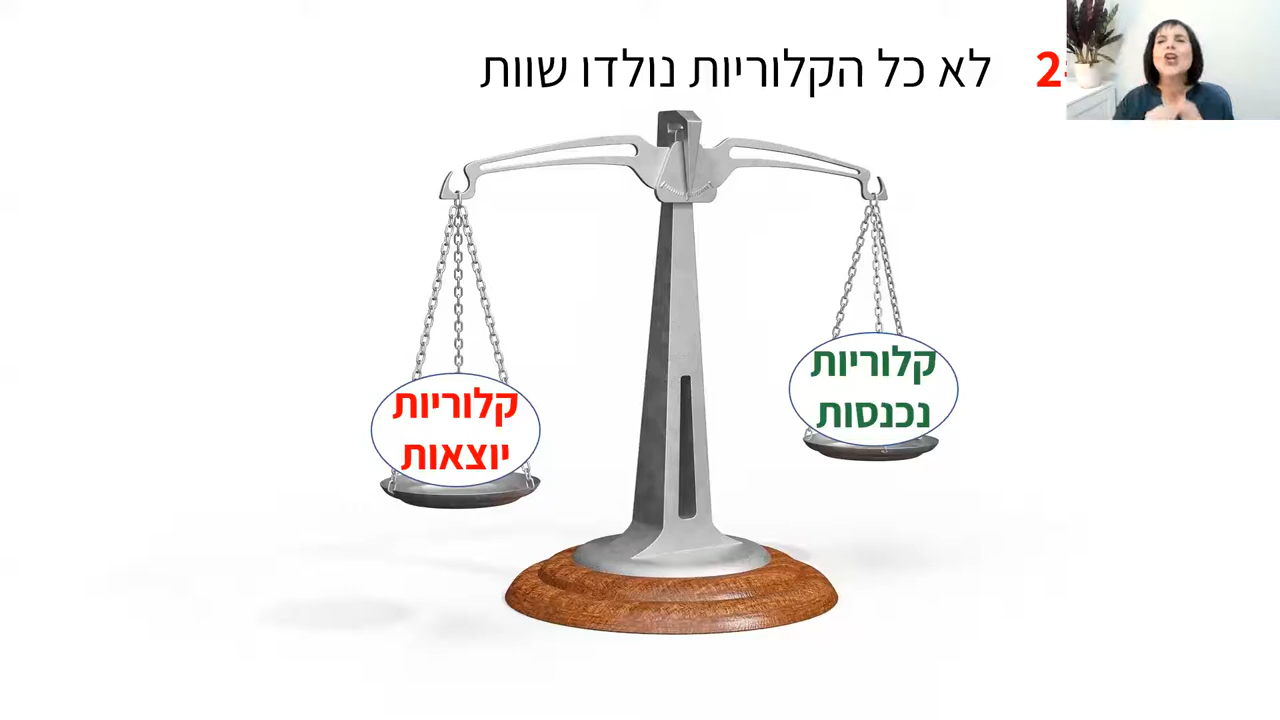 2# לא כל הקלוריות נולדו שוות
קלוריות
נכנסות
קלוריות
יוצאות